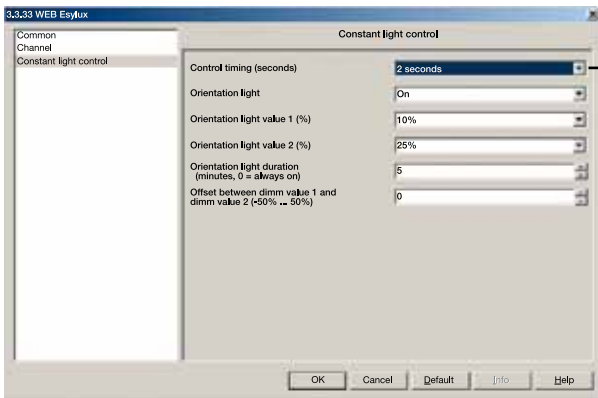 3.3.33 WEB Esylux
Common
Channel
Constant light control
Constant light control
Control timing (seconds)
2 seconds
Orientation light
On
Orientation light value 1 (%)
10%
Orientation light value 2 (%)
25%
Orientation light duration
(minutes, 0 = always on)
5
Offset between dimm value 1 and
dimm value 2 (-50% ... 50%)
0
OK
Cancel
Default
Info
Help